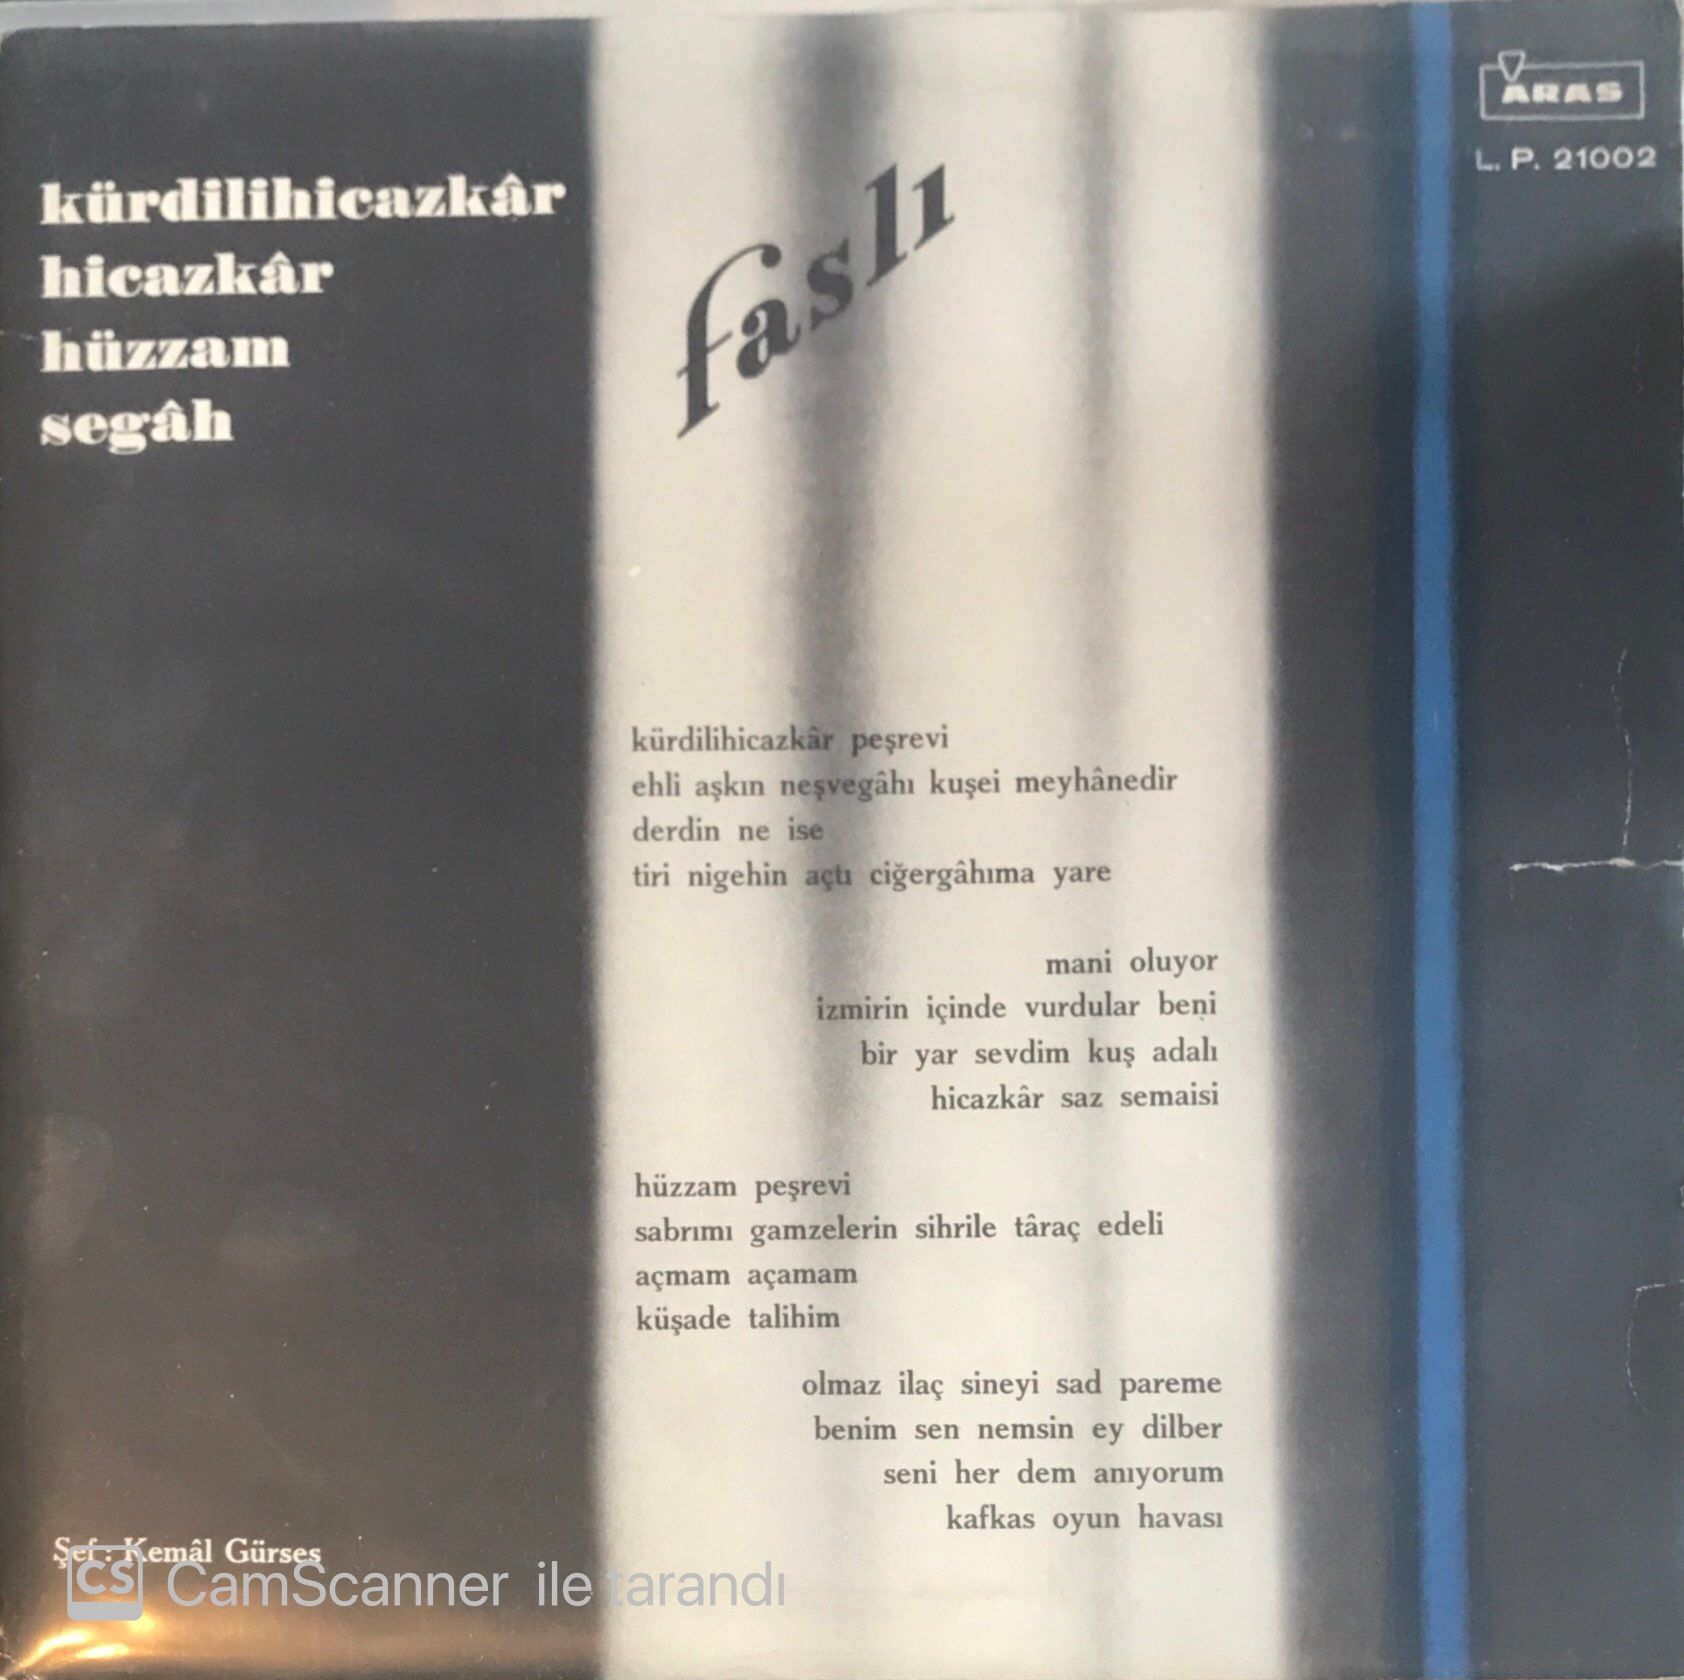 ARAS
L. P. 21002
kürdilihicazkâr
hicazkâr
hüzzam
segâh
faslı
kürdilihicazkâr peşrevi
ehli aşkın neşvegâhı kuşei meyhânedir
derdin ne ise
tiri nigehin açtı ciğergâhıma yare
mani oluyor
izmirin içinde vurdular beni
bir yar sevdim kuş adalı
hicazkâr saz semaisi
hüzzam peşrevi
sabrımı gamzelerin sihrile târaç edeli
açmam açamam
küşade talihim
olmaz ilaç sineyi sad pareme
benim sen nemsin ey dilber
seni her dem anıyorum
kafkas oyun havası
Şef: Kemâl Gürses
CS CamScanner ile tarandı